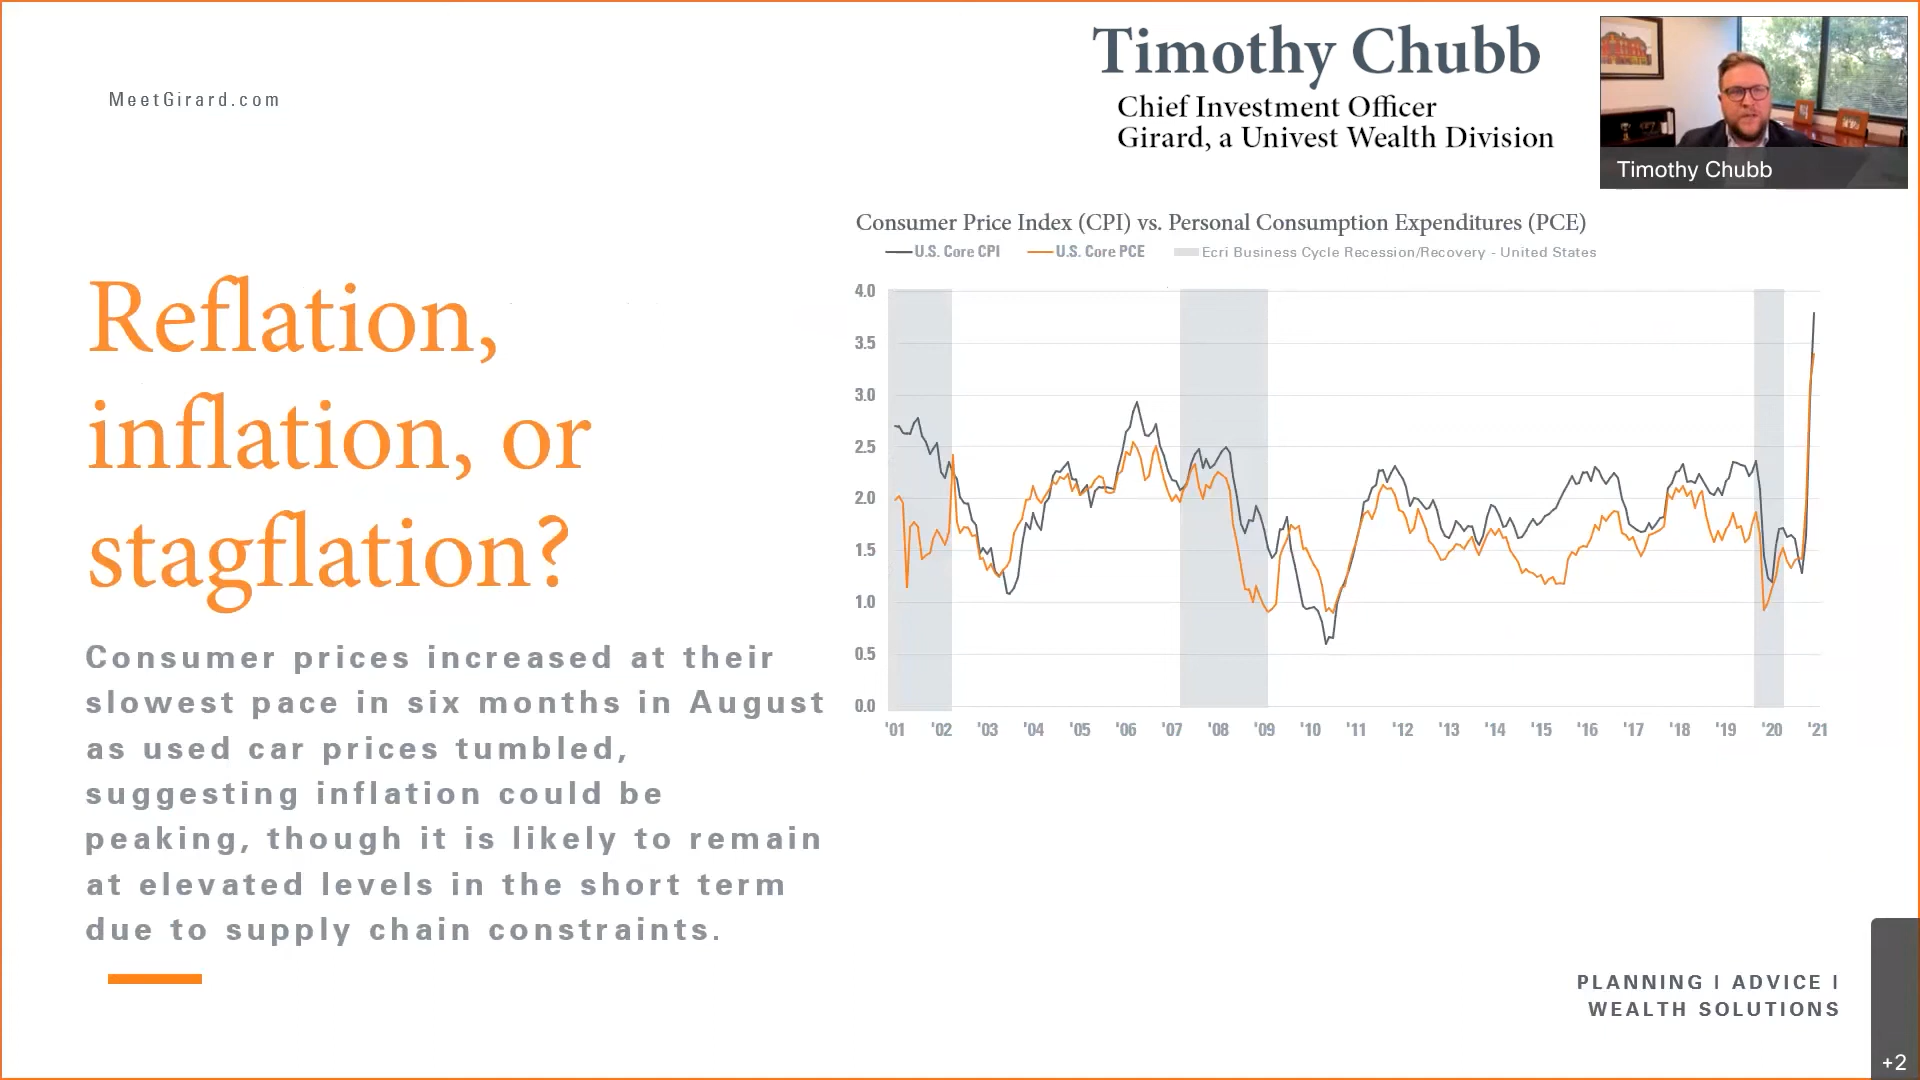 MeetGirard.com
Timothy Chubb
Chief Investment Officer
Girard, a Univest Wealth Division
Timothy Chubb
Reflation,
inflation, or
stagflation?
Consumer prices increased at their
slowest pace in six months in August
as used car prices tumbled,
suggesting inflation could be
peaking, though it is likely to remain
at elevated levels in the short term
due to supply chain constraints.
Consumer Price Index (CPI) vs. Personal Consumption Expenditures (PCE)
U.S. Core CPI U.S. Core PCE Ecri Business Cycle Recession/Recovery - United States
4.0
3.5
3.0
2.5
2.0
1.5
1.0
0.5
0.0
'01 '02 '03 '04 '05 '06 '07 '08 '09 '10 '11 '12 '13 '14 '15 '16 '17 '18 '19 '20 '21
PLANNING | ADVICE |
WEALTH SOLUTIONS
+2